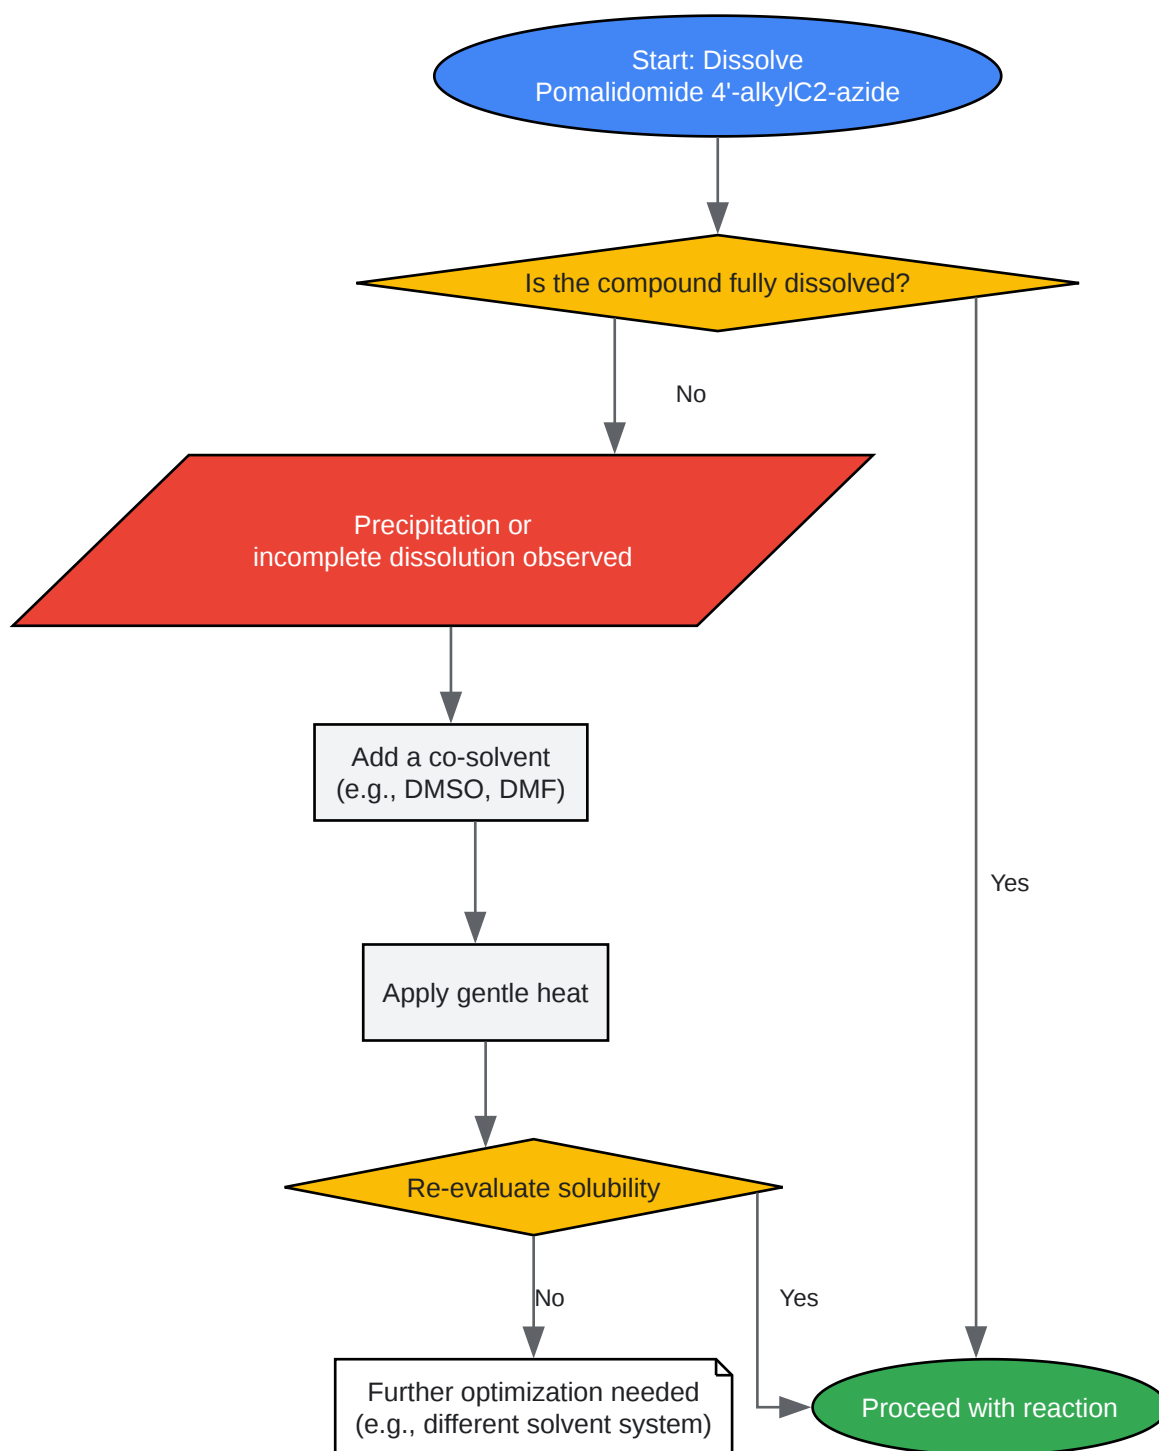 Start: Dissolve
Pomalidomide 4'-alkylC2-azide
Is the compound fully dissolved?
No
Precipitation or
incomplete dissolution observed
Add a co-solvent
(e.g., DMSO, DMF)
Yes
Apply gentle heat
Re-evaluate solubility
No
Yes
Further optimization needed
(e.g., different solvent system)
Proceed with reaction